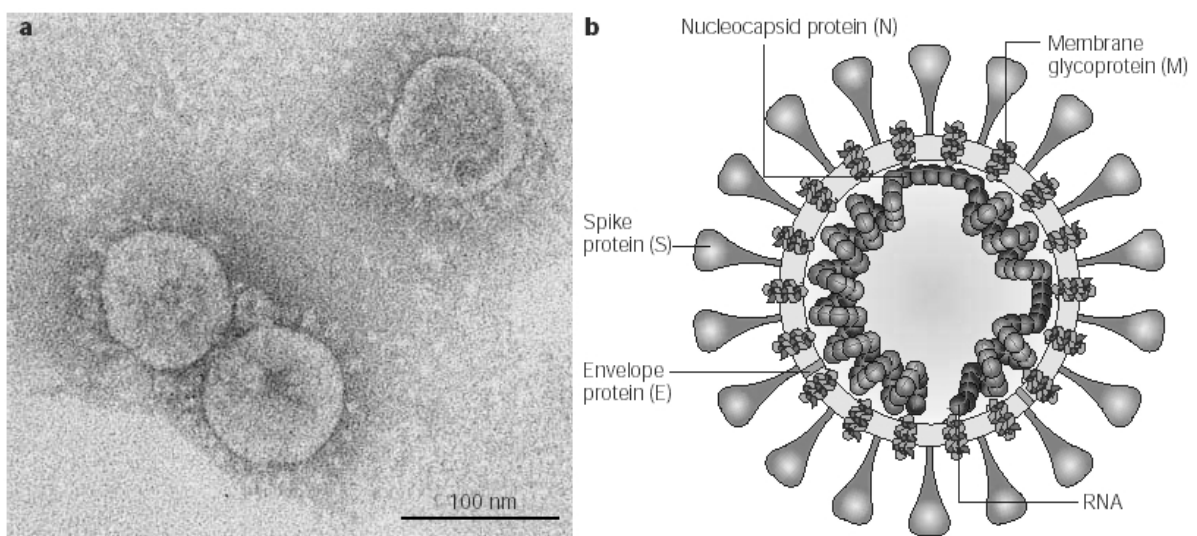 a
100 nm
b
Nucleocapsid protein (N)
Membrane
glycoprotein (M)
Spike
protein (S)
Envelope
protein (E)
RNA